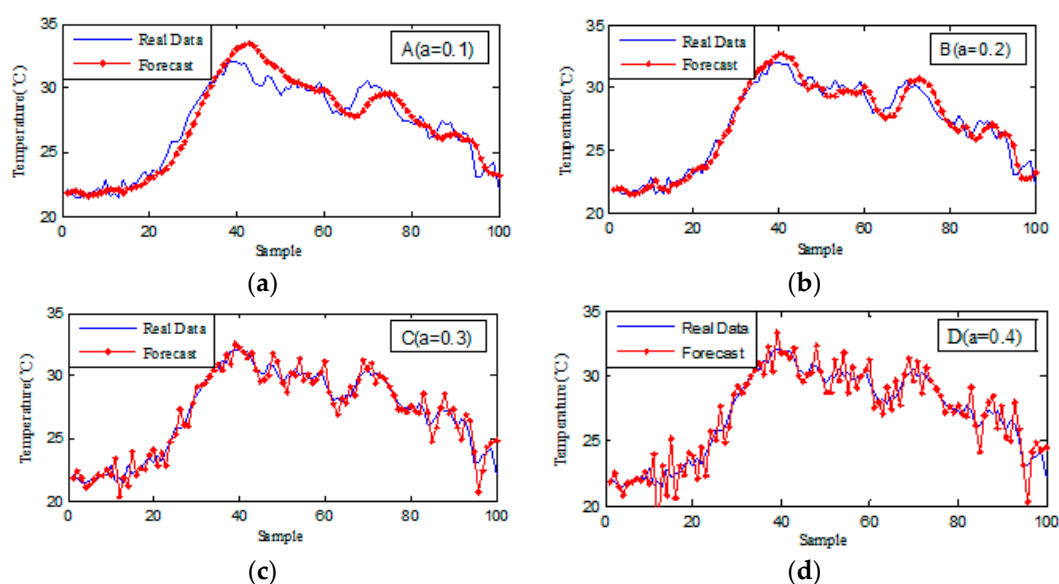 35
Real Data
Forecast
A(a=0.1)
30
25
20
0 20 40 60 80 100
Temperature(℃)
Sample
(a)
35
Real Data
Forecast
B(a=0.2)
30
25
20
0 20 40 60 80 100
Temperature(℃)
Sample
(b)
35
Real Data
Forecast
C(a=0.3)
30
25
20
0 20 40 60 80 100
Temperature(℃)
Sample
(c)
35
Real Data
Forecast
D(a=0.4)
30
25
20
0 20 40 60 80 100
Temperature(℃)
Sample
(d)